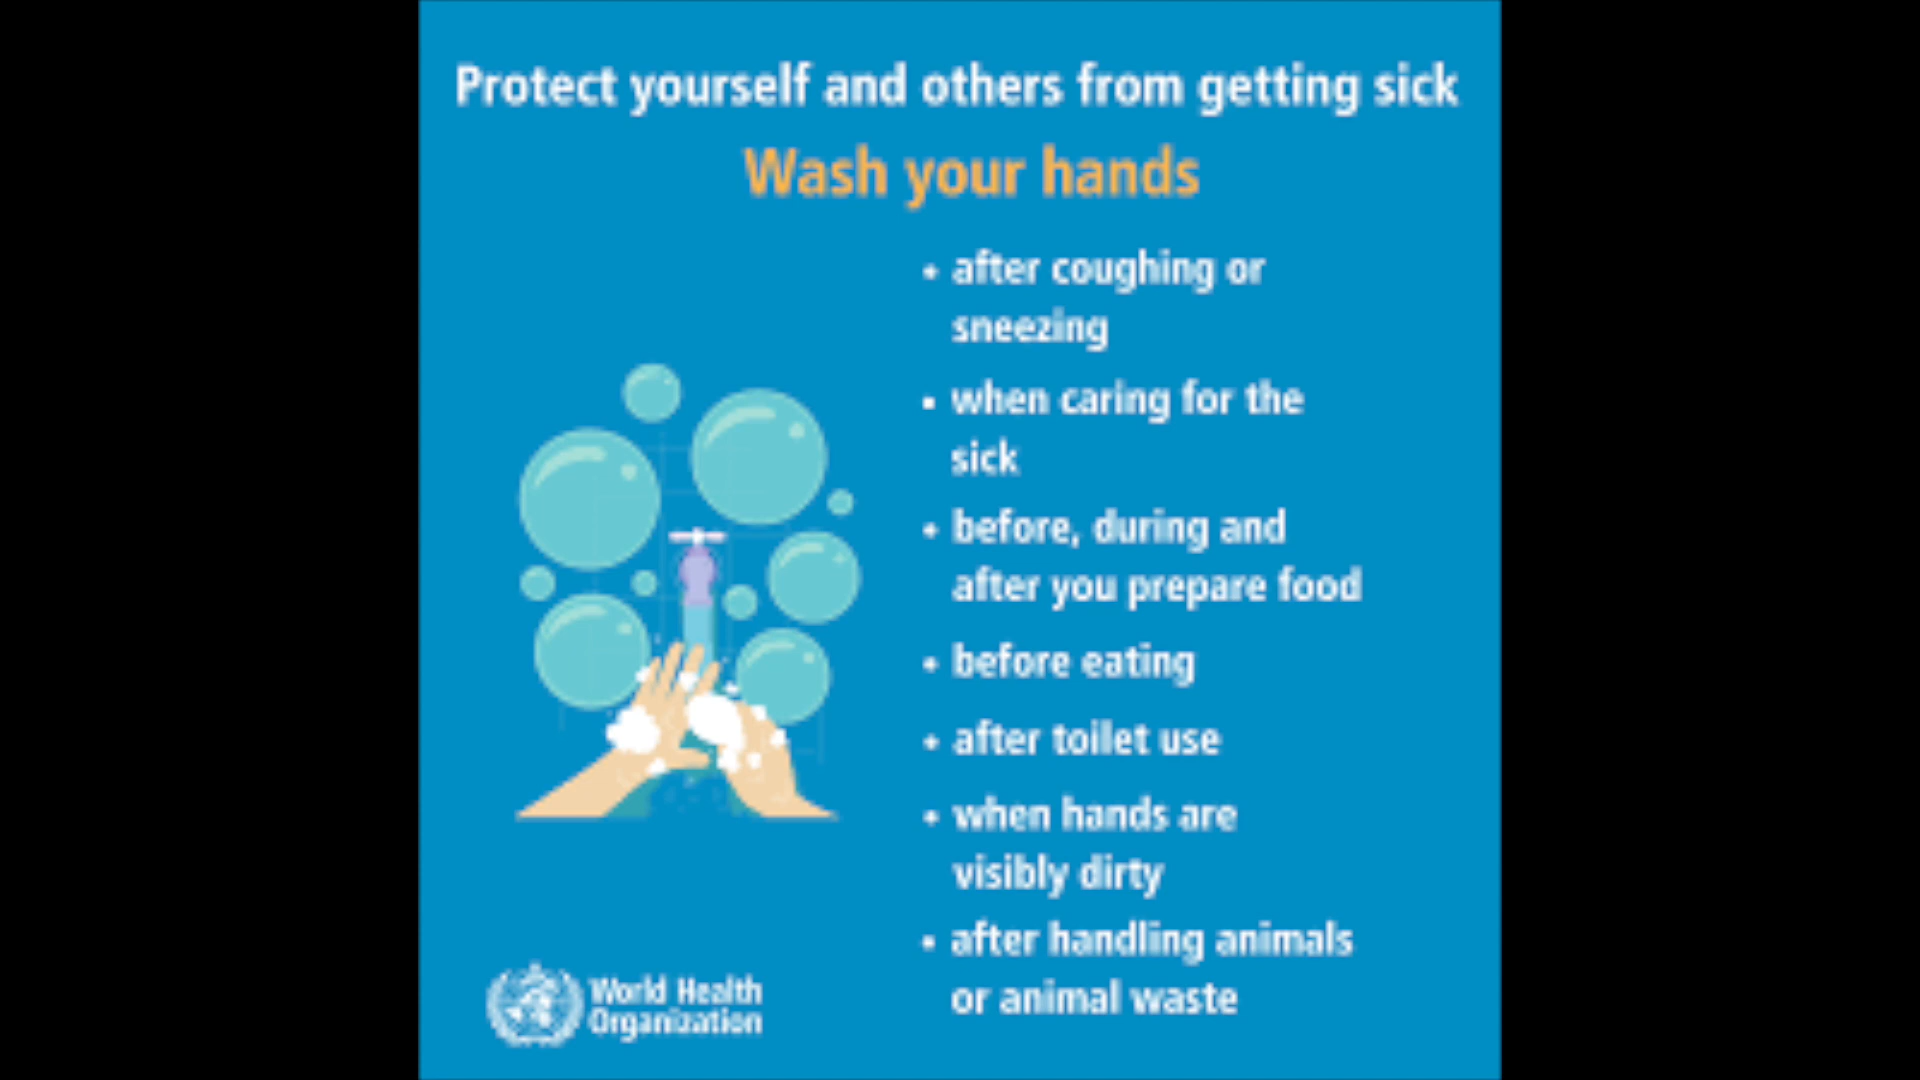 Protect yourself and others from getting sick
Wash your hands
• after coughing or
sneezing
• when caring for the
sick
• before, during and
after you prepare food
• before eating
• after toilet use
• when hands are
visibly dirty
• after handling animals
or animal waste
World Health
Organization